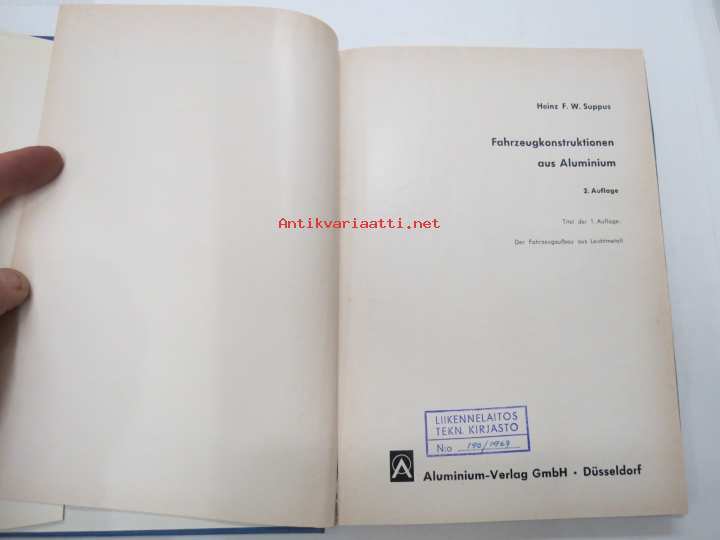 Heinz F. W. Suppus
Fahrzeugkonstruktionen
aus Aluminium
2. Auflage
Antikvariaatti.net
Titel der 1. Auflage:
Der Fahrzeugaufbau aus Leichtmetall
LIIKENNELAITOS
TEKN. KIRJASTO
N:o 190/1969
Aluminium-Verlag GmbH · Düsseldorf